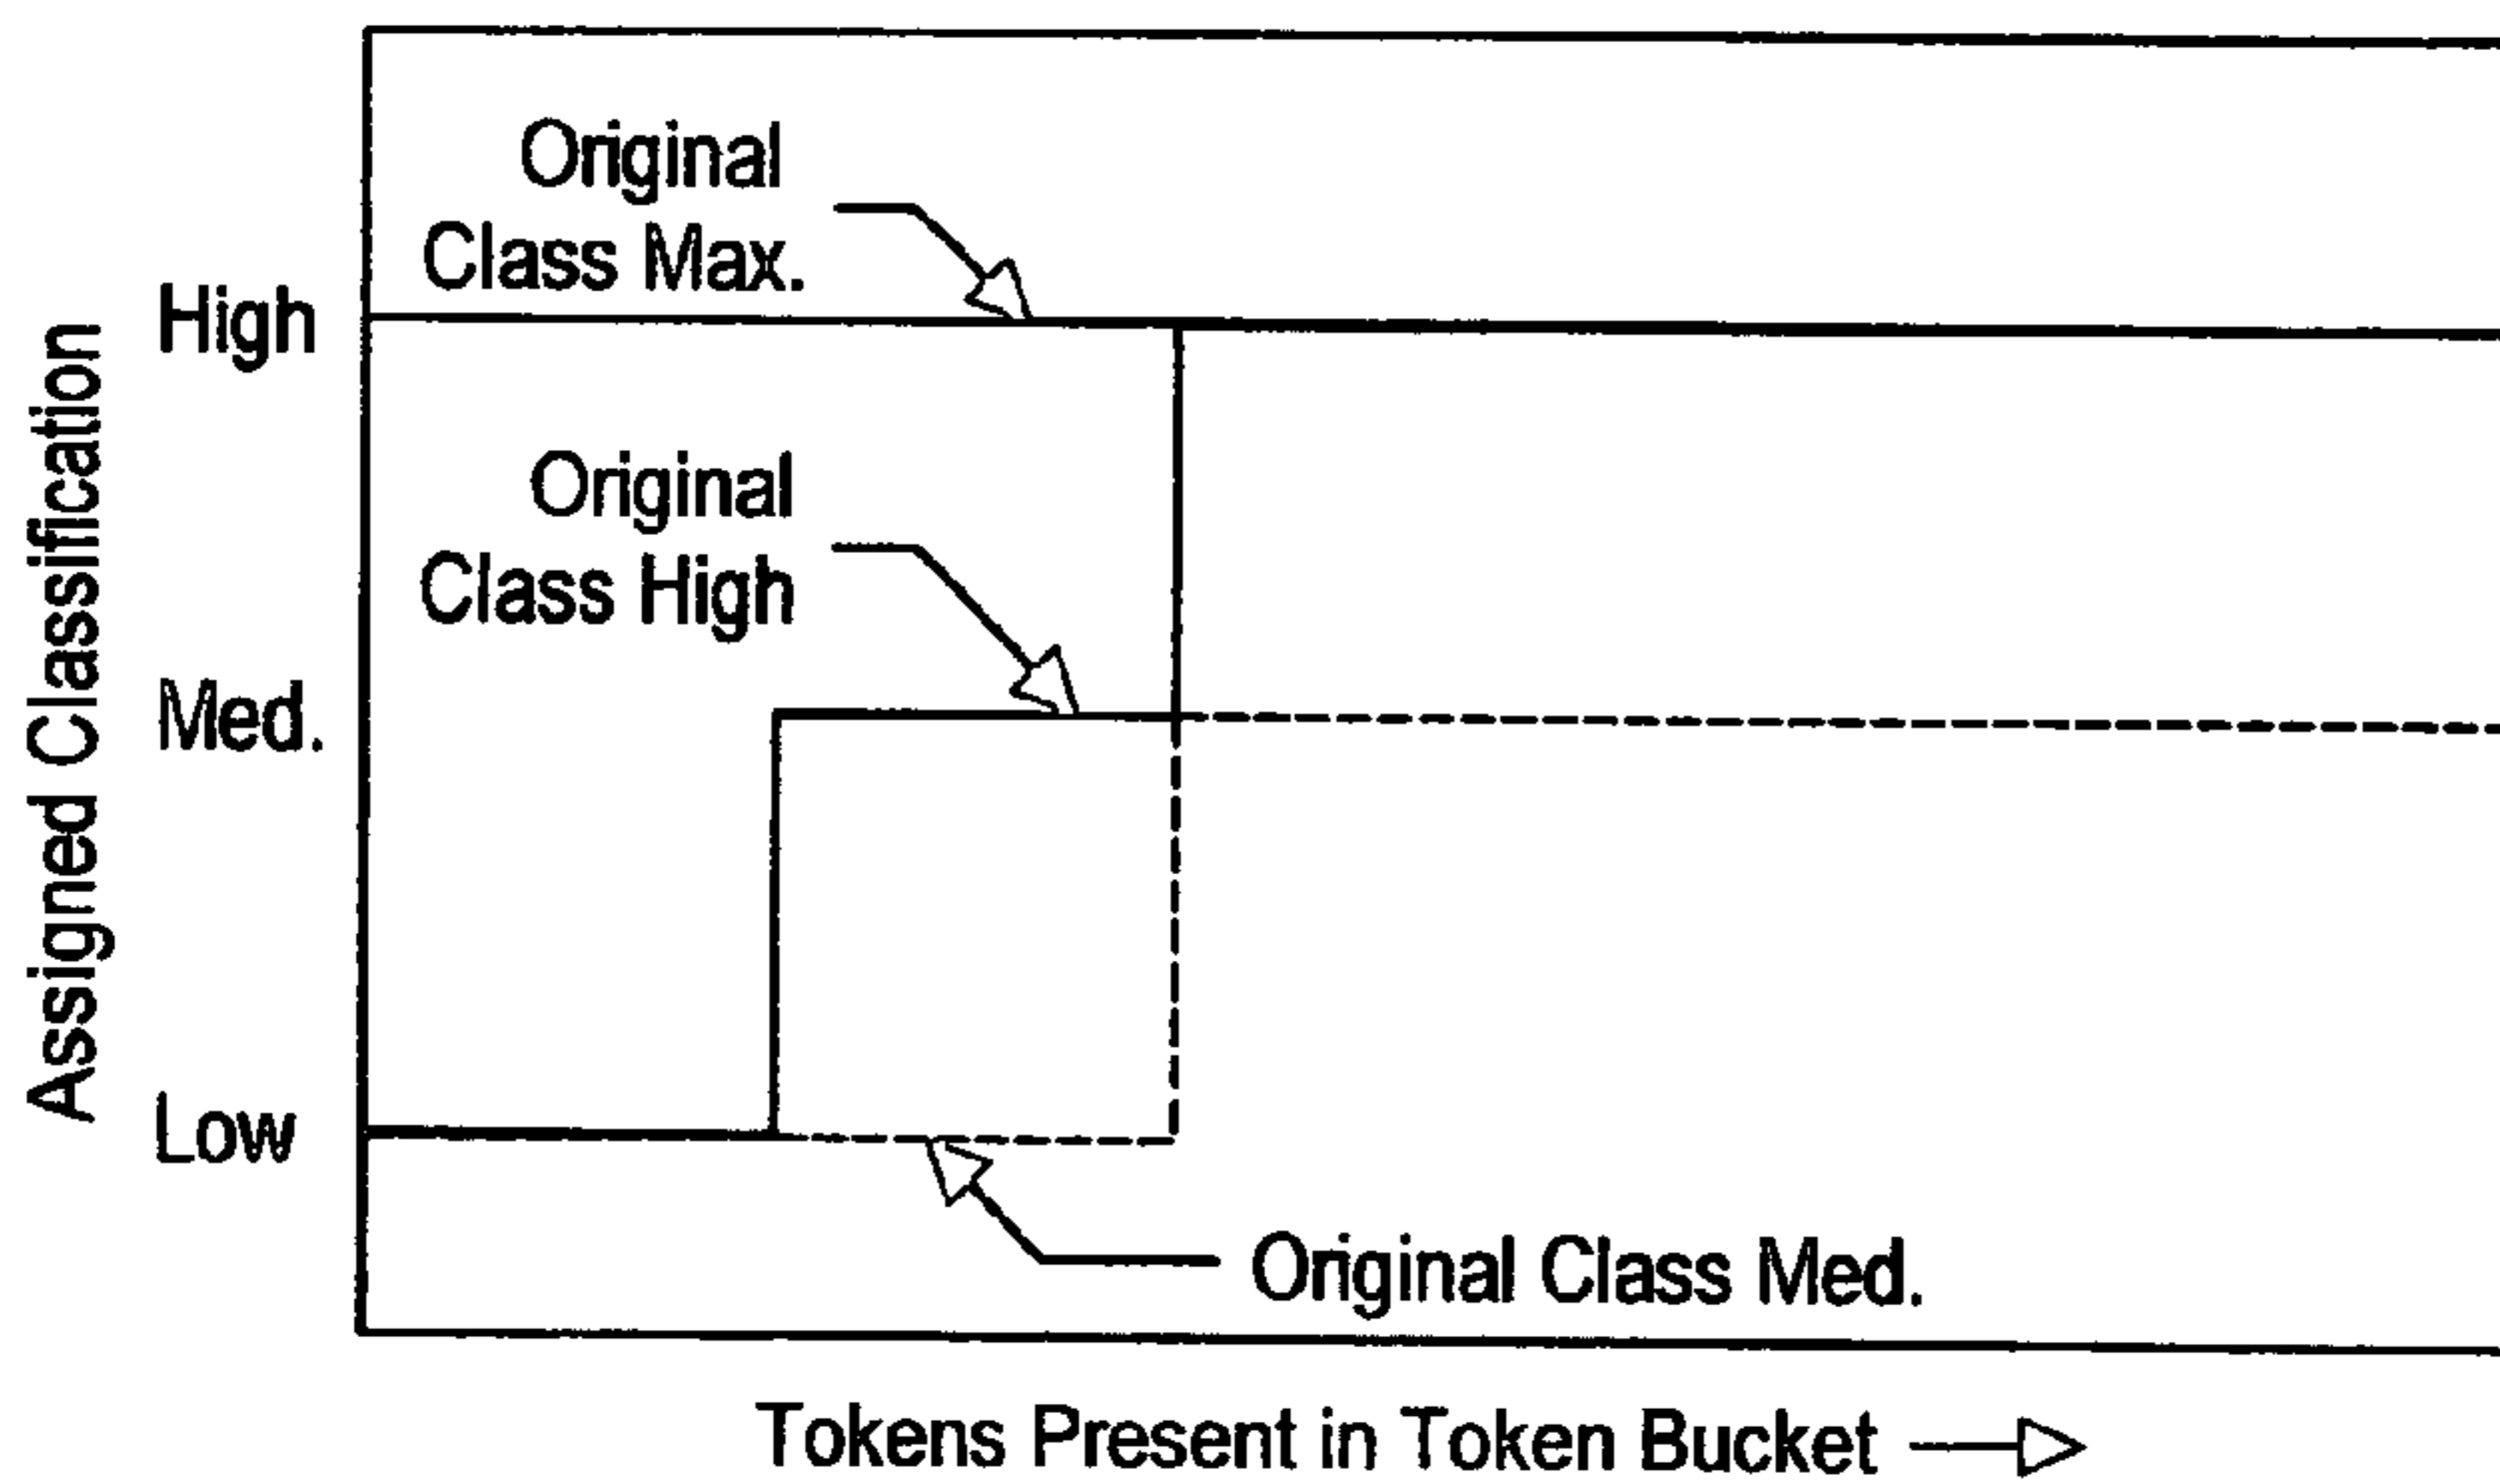 Original
Class Max.
High
Original
Class High
Med.
Low
Original Class Med.
Assigned Classification
Tokens Present in Token Bucket